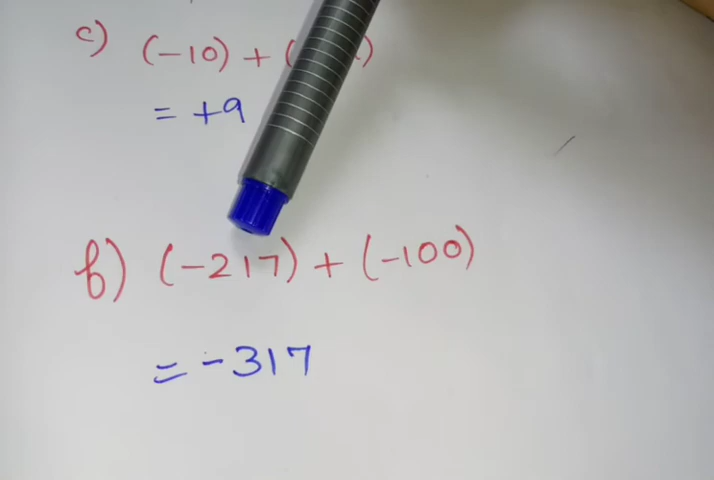 c) (-10) + ( )
= +9
b) (-217) + (-100)
= -317